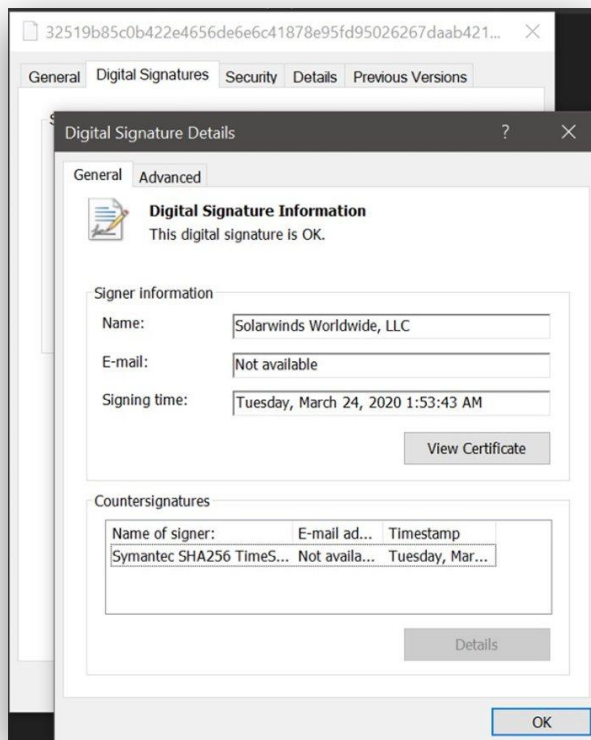 32519b85c0b422e4656de6e6c41878e95fd95026267daab421...
General Digital Signatures Security Details Previous Versions
Digital Signature Details ?
General Advanced
Digital Signature Information
This digital signature is OK.
Signer information
Name: Solarwinds Worldwide, LLC
E-mail: Not available
Signing time: Tuesday, March 24, 2020 1:53:43 AM
View Certificate
Countersignatures
Name of signer: E-mail ad... Timestamp
Symantec SHA256 TimeS... Not availa... Tuesday, Mar...
Details
OK